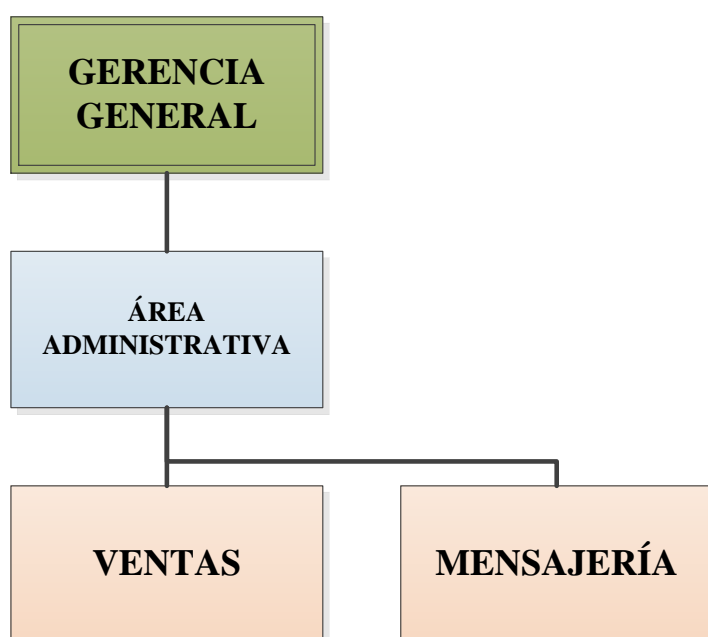 GERENCIA
GENERAL
ÁREA
ADMINISTRATIVA
VENTAS
MENSAJERÍA